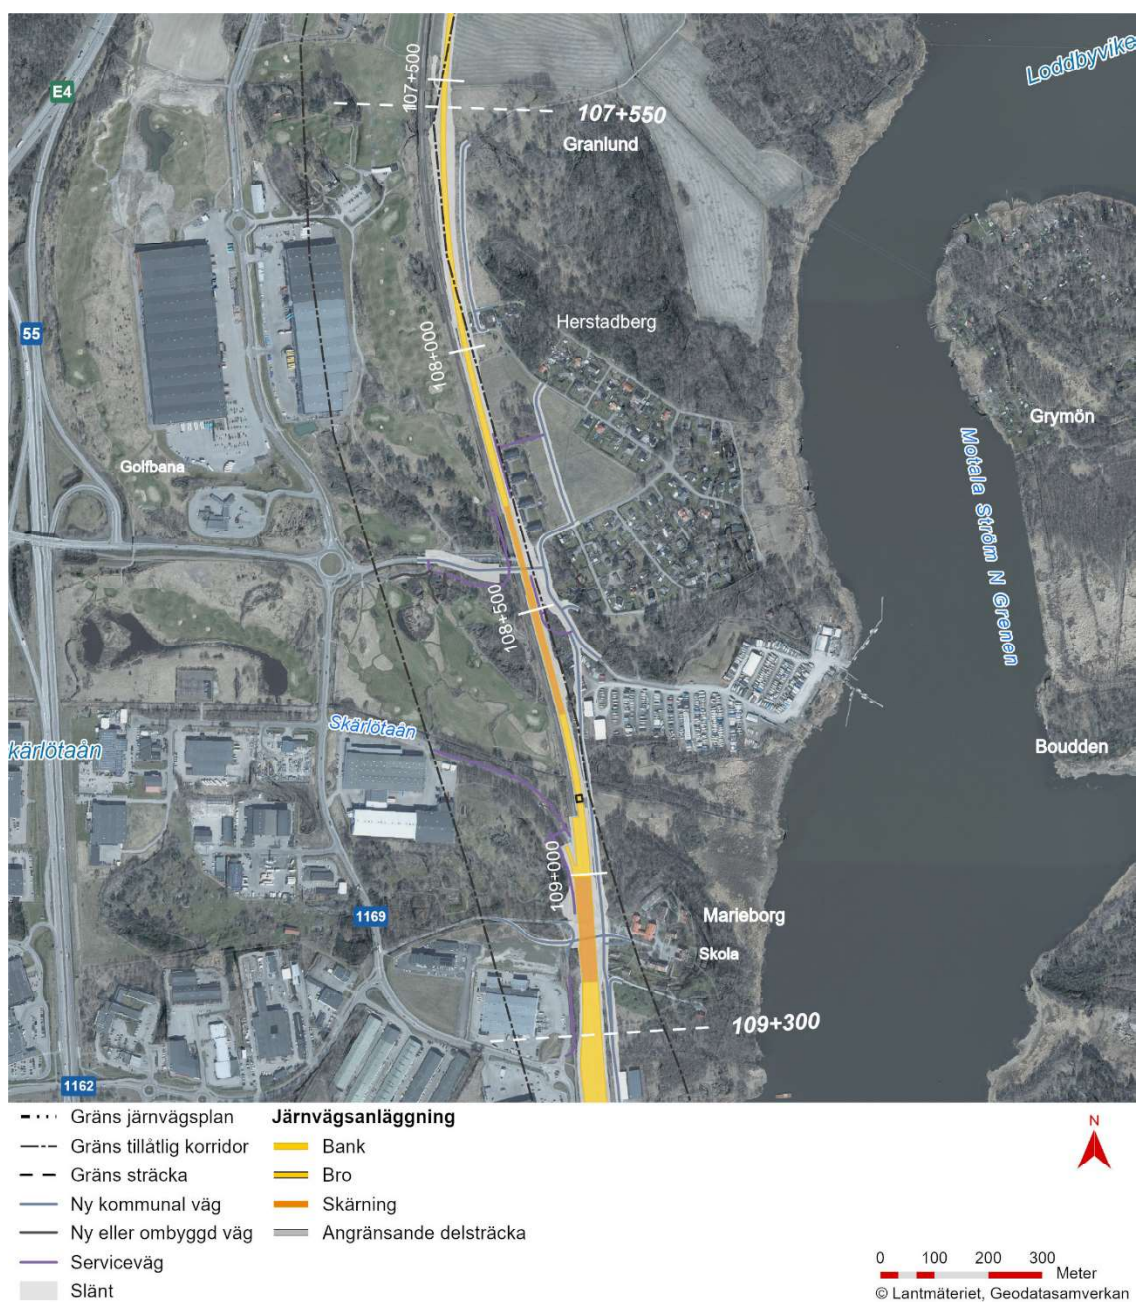 Loddbyvike
107+500
E4
107+550
Granlund
Herstadberg
55
108+000
Grymön
Motala Ström N Grenen
Golfbana
108+500
Skärlötaån
kärlötaån
Boudden
109+000
1169
Marieborg
Skola
109+300
1162
Gräns järnvägsplan
Gräns tillåtlig korridor
Gräns sträcka
Ny kommunal väg
Ny eller ombyggd väg
Serviceväg
Slänt
Järnvägsanläggning
Bank
Bro
Skärning
Angränsande delsträcka
N
0 100 200 300
Meter
© Lantmäteriet, Geodatasamverkan